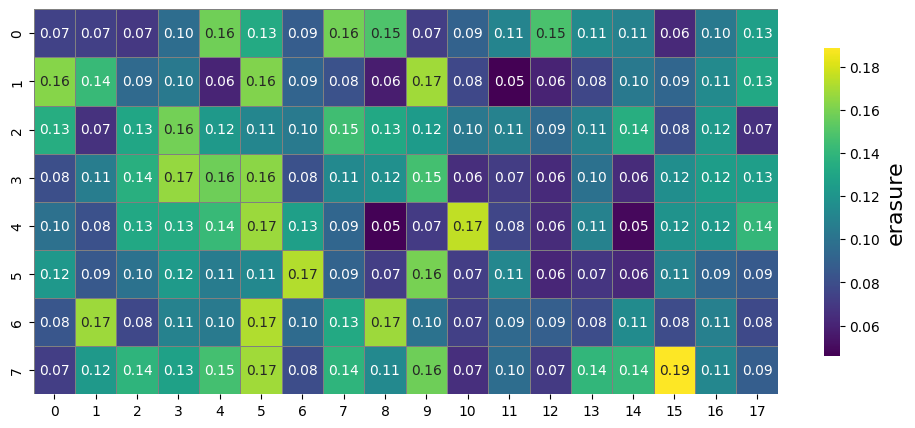 0 0.07 0.07 0.07 0.10 0.16 0.13 0.09 0.16 0.15 0.07 0.09 0.11 0.15 0.11 0.11 0.06 0.10 0.13
1 0.16 0.14 0.09 0.10 0.06 0.16 0.09 0.08 0.06 0.17 0.08 0.05 0.06 0.08 0.10 0.09 0.11 0.13
2 0.13 0.07 0.13 0.16 0.12 0.11 0.10 0.15 0.13 0.12 0.10 0.11 0.09 0.11 0.14 0.08 0.12 0.07
3 0.08 0.11 0.14 0.17 0.16 0.16 0.08 0.11 0.12 0.15 0.06 0.07 0.06 0.10 0.06 0.12 0.12 0.13
4 0.10 0.08 0.13 0.13 0.14 0.17 0.13 0.09 0.05 0.07 0.17 0.08 0.06 0.11 0.05 0.12 0.12 0.14
5 0.12 0.09 0.10 0.12 0.11 0.11 0.17 0.09 0.07 0.16 0.07 0.11 0.06 0.07 0.06 0.11 0.09 0.09
6 0.08 0.17 0.08 0.11 0.10 0.17 0.10 0.13 0.17 0.10 0.07 0.09 0.09 0.08 0.11 0.08 0.11 0.08
7 0.07 0.12 0.14 0.13 0.15 0.17 0.08 0.14 0.11 0.16 0.07 0.10 0.07 0.14 0.14 0.19 0.11 0.09
0 1 2 3 4 5 6 7 8 9 10 11 12 13 14 15 16 17
0.18
0.16
0.14
0.12
0.10
0.08
0.06
erasure